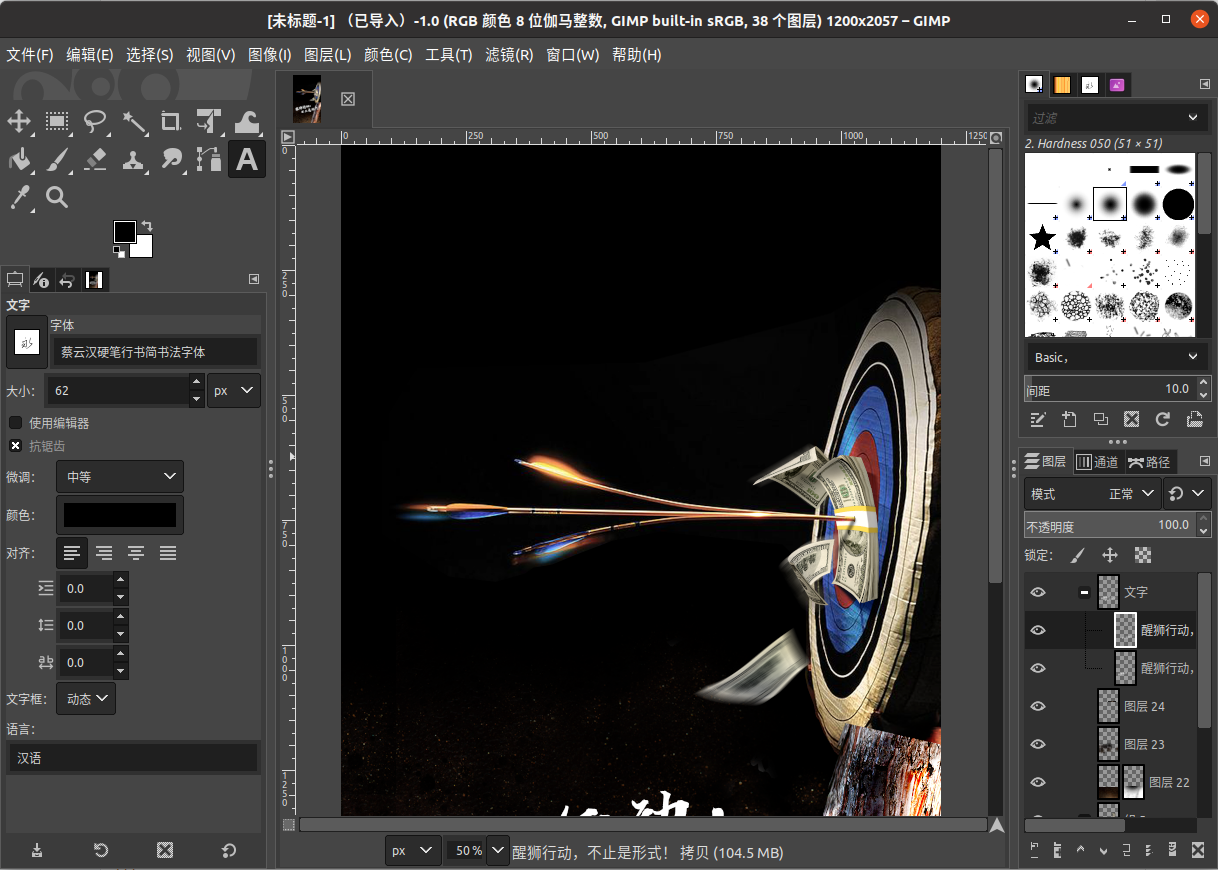 [未标题-1] （已导入）-1.0 (RGB 颜色 8 位伽马整数, GIMP built-in sRGB, 38 个图层) 1200x2057 – GIMP
文件(F) 编辑(E) 选择(S) 视图(V) 图像(I) 图层(L) 颜色(C) 工具(T) 滤镜(R) 窗口(W) 帮助(H)
0 250 500 750 1000 1250
0
250
500
750
1000
1250
文字
字体
蔡云汉硬笔行书简书法字体
大小: 62 px
使用编辑器
抗锯齿
微调: 中等
颜色:
对齐:
0.0
0.0
0.0
文字框: 动态
语言:
汉语
px 50 % 醒狮行动，不止是形式！ 拷贝 (104.5 MB)
过滤
2. Hardness 050 (51 × 51)
Basic,
间距 10.0
图层 通道 路径
模式 正常
不透明度 100.0
锁定:
文字
醒狮行动，
醒狮行动，
图层 24
图层 23
图层 22